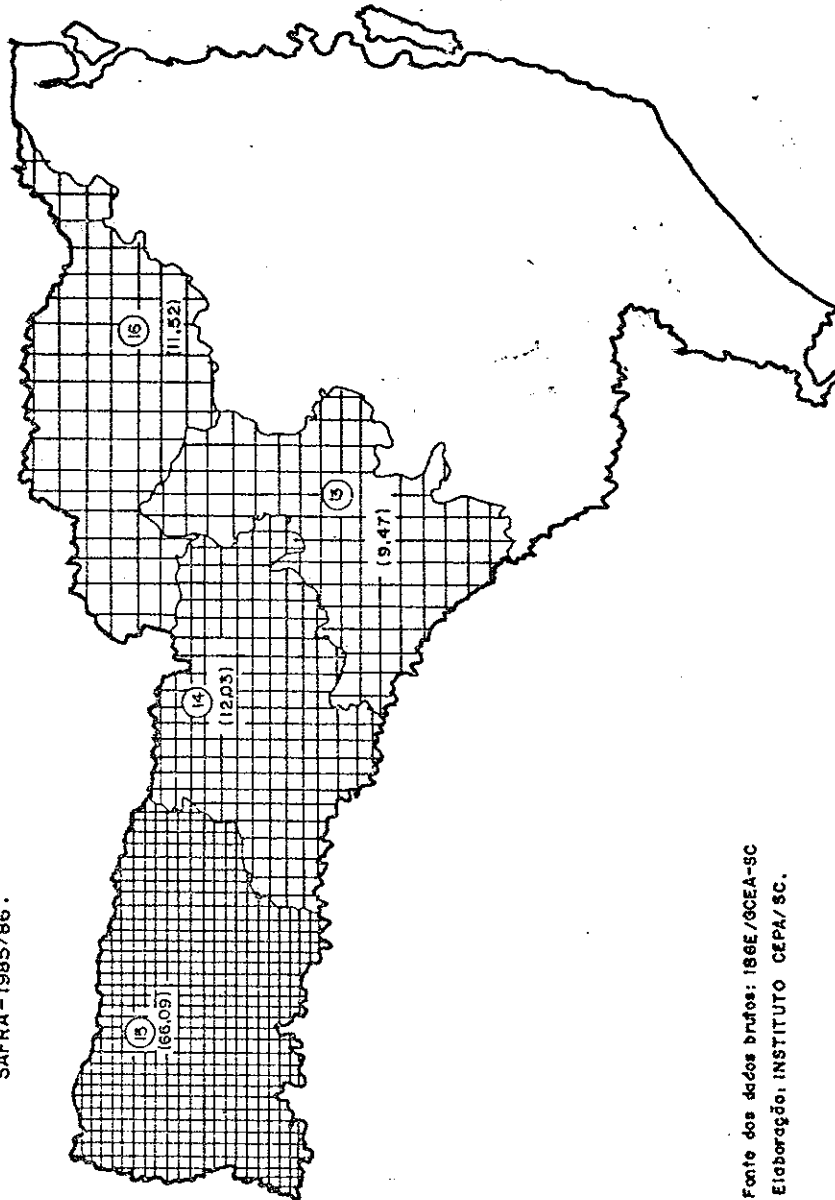 SAFRA-1985/86.
16
(11,52)
14
(12,03)
13
(9,47)
15
(66,09)
Fonte dos dados brutos: IBGE/GCEA-SC
Elaboração: INSTITUTO CEPA/SC.